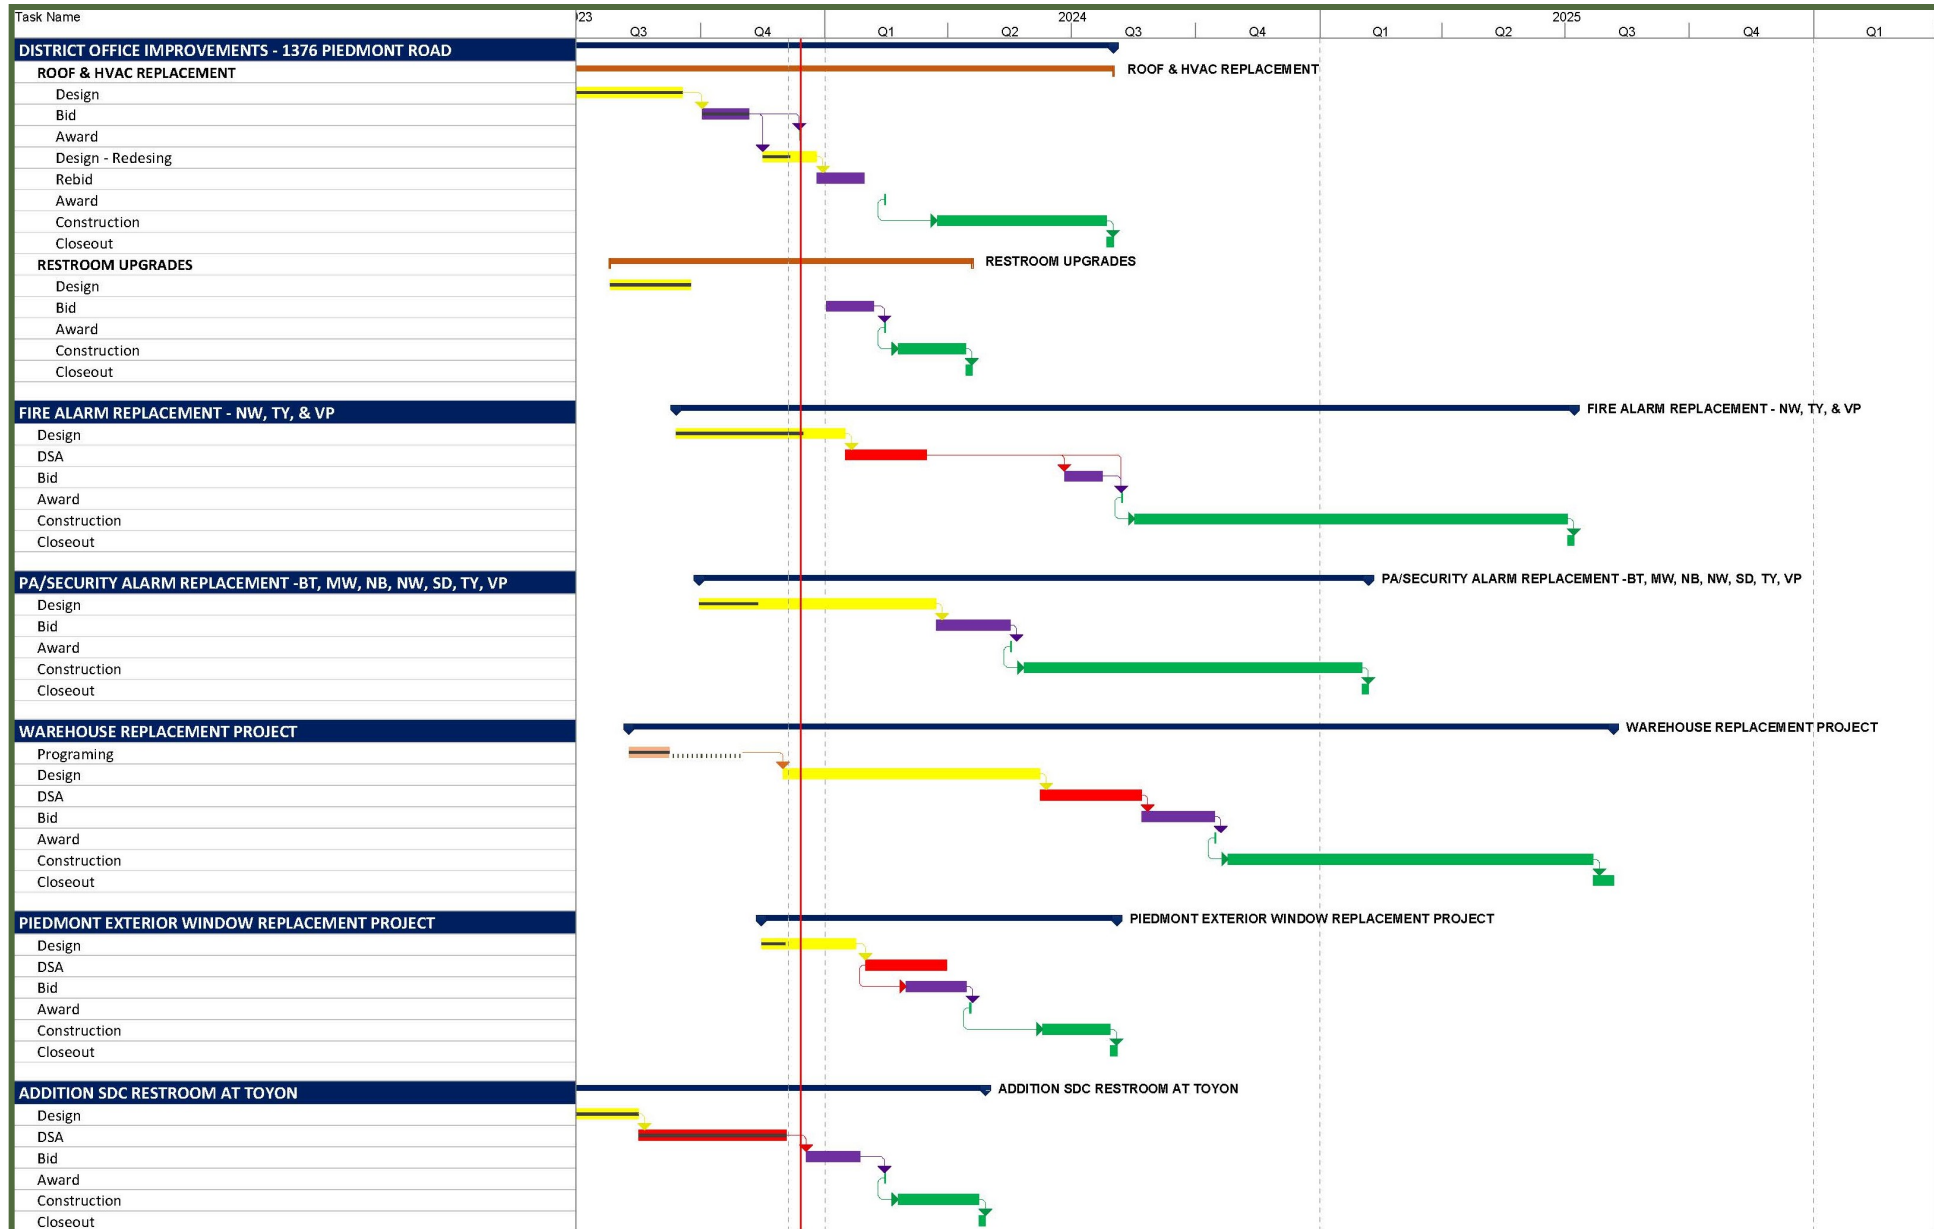 Task Name
023 2024 2025
Q3 Q4 Q1 Q2 Q3 Q4 Q1 Q2 Q3 Q4 Q1
DISTRICT OFFICE IMPROVEMENTS - 1376 PIEDMONT ROAD
ROOF & HVAC REPLACEMENT ROOF & HVAC REPLACEMENT
Design
Bid
Award
Design - Redesing
Rebid
Award
Construction
Closeout
RESTROOM UPGRADES RESTROOM UPGRADES
Design
Bid
Award
Construction
Closeout
FIRE ALARM REPLACEMENT - NW, TY, & VP FIRE ALARM REPLACEMENT - NW, TY, & VP
Design
DSA
Bid
Award
Construction
Closeout
PA/SECURITY ALARM REPLACEMENT -BT, MW, NB, NW, SD, TY, VP PA/SECURITY ALARM REPLACEMENT -BT, MW, NB, NW, SD, TY, VP
Design
Bid
Award
Construction
Closeout
WAREHOUSE REPLACEMENT PROJECT WAREHOUSE REPLACEMENT PROJECT
Programing
Design
DSA
Bid
Award
Construction
Closeout
PIEDMONT EXTERIOR WINDOW REPLACEMENT PROJECT PIEDMONT EXTERIOR WINDOW REPLACEMENT PROJECT
Design
DSA
Bid
Award
Construction
Closeout
ADDITION SDC RESTROOM AT TOYON ADDITION SDC RESTROOM AT TOYON
Design
DSA
Bid
Award
Construction
Closeout